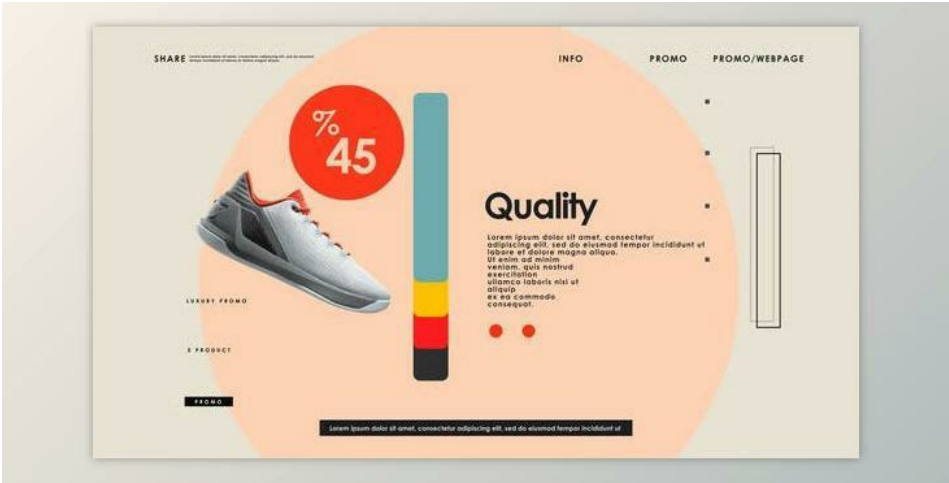 SHARE
INFO
PROMO
PROMO/WEBPAGE
%
45
Quality
Lorem ipsum dolor sit amet, consectetur
adipiscing elit, sed do eiusmod tempor incididunt ut
labore et dolore magna aliqua.
Ut enim ad minim
veniam, quis nostrud
exercitation
ullamco laboris nisi ut
aliquip
ex ea commodo
consequat.
LUXURY PROMO
E PRODUCT
PROMO
Lorem ipsum dolor sit amet, consectetur adipiscing elit, sed do eiusmod tempor incididunt ut